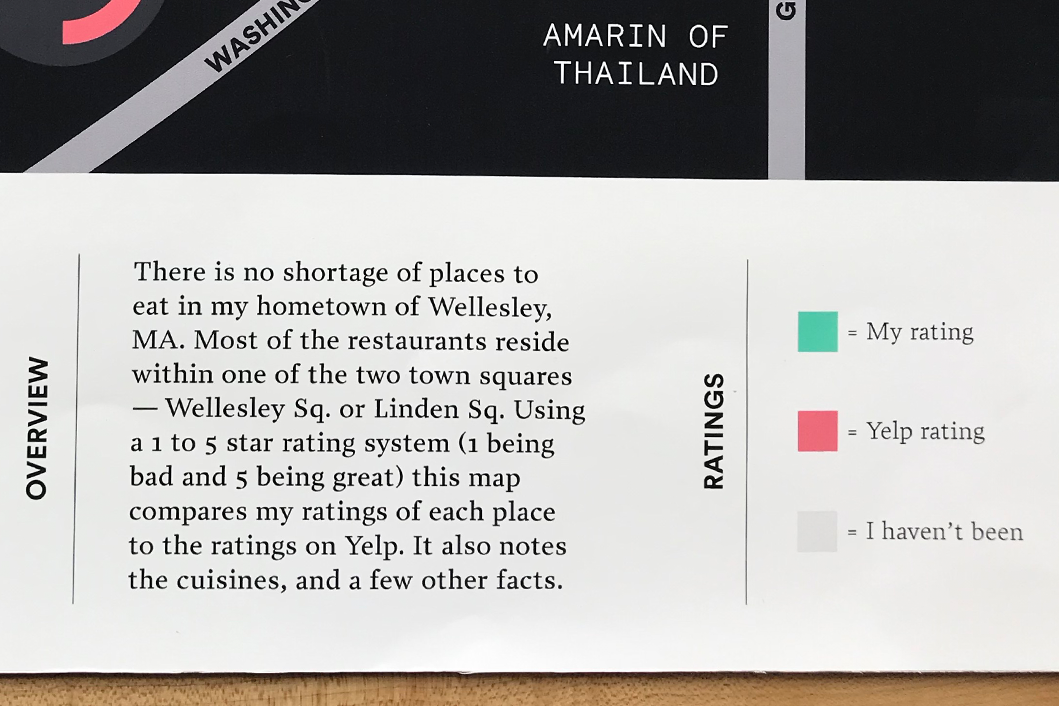 AMARIN OF
THAILAND
OVERVIEW
There is no shortage of places to
eat in my hometown of Wellesley,
MA. Most of the restaurants reside
within one of the two town squares
— Wellesley Sq. or Linden Sq. Using
a 1 to 5 star rating system (1 being
bad and 5 being great) this map
compares my ratings of each place
to the ratings on Yelp. It also notes
the cuisines, and a few other facts.
RATINGS
= My rating
= Yelp rating
= I haven't been